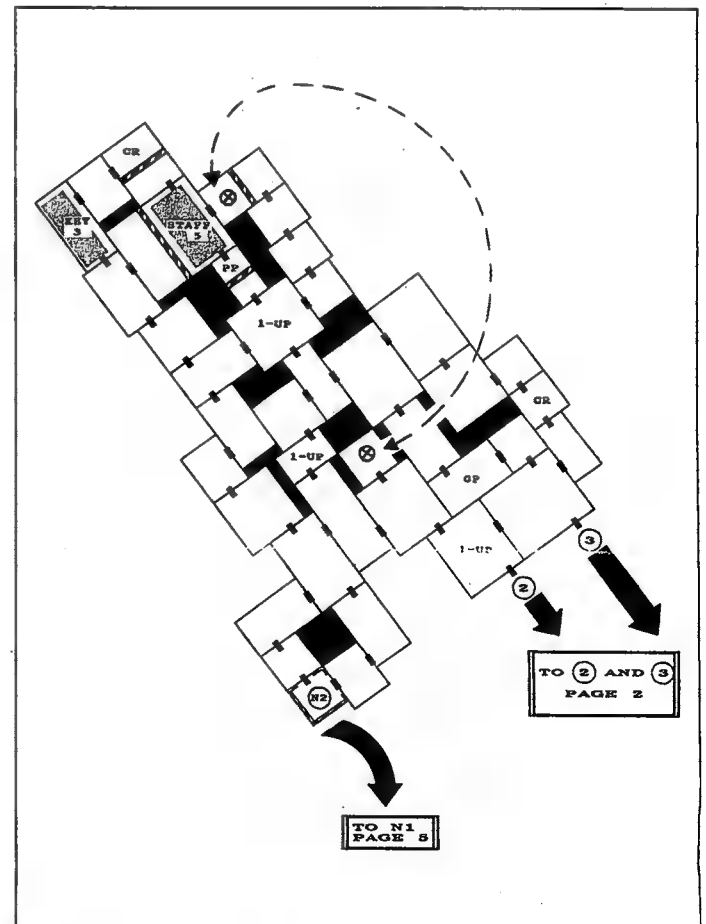 CR
KEY
3
STAFF
5
PP
1-UP
CR
1-UP
GP
1-UP
3
2
TO 2 AND 3
PAGE 2
N2
TO N1
PAGE 5